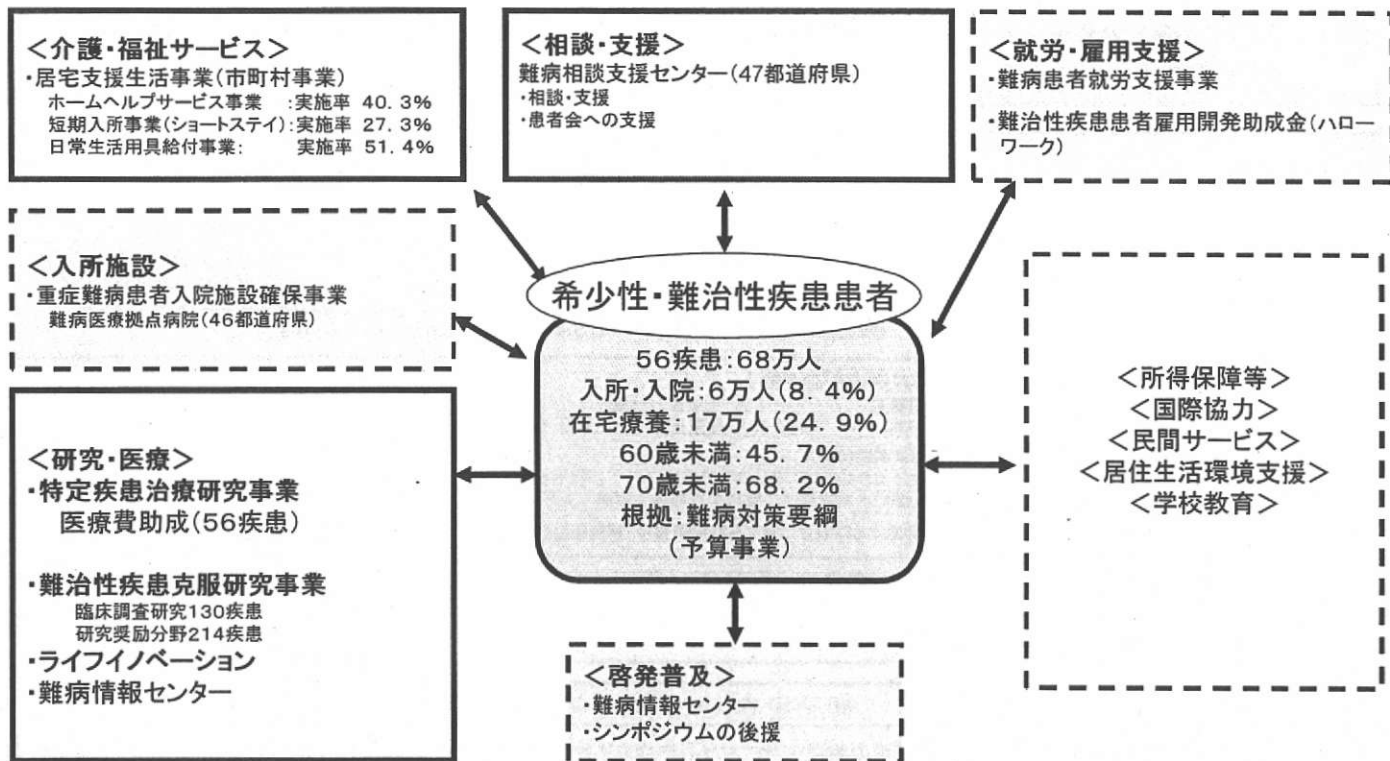 ＜介護・福祉サービス＞
・居宅支援生活事業(市町村事業)
ホームヘルプサービス事業　：実施率 40.3%
短期入所事業(ショートステイ)：実施率 27.3%
日常生活用具給付事業：　実施率 51.4%
＜相談・支援＞
難病相談支援センター(47都道府県)
・相談・支援
・患者会への支援
＜就労・雇用支援＞
・難病患者就労支援事業
・難治性疾患患者雇用開発助成金(ハロー
ワーク)
＜入所施設＞
・重症難病患者入院施設確保事業
難病医療拠点病院(46都道府県)
希少性・難治性疾患患者
56疾患：68万人
入所・入院：6万人(8.4%)
在宅療養：17万人(24.9%)
60歳未満：45.7%
70歳未満：68.2%
根拠：難病対策要綱
(予算事業)
＜研究・医療＞
・特定疾患治療研究事業
医療費助成(56疾患)
・難治性疾患克服研究事業
臨床調査研究130疾患
研究奨励分野214疾患
・ライフイノベーション
・難病情報センター
＜所得保障等＞
＜国際協力＞
＜民間サービス＞
＜居住生活環境支援＞
＜学校教育＞
＜啓発普及＞
・難病情報センター
・シンポジウムの後援